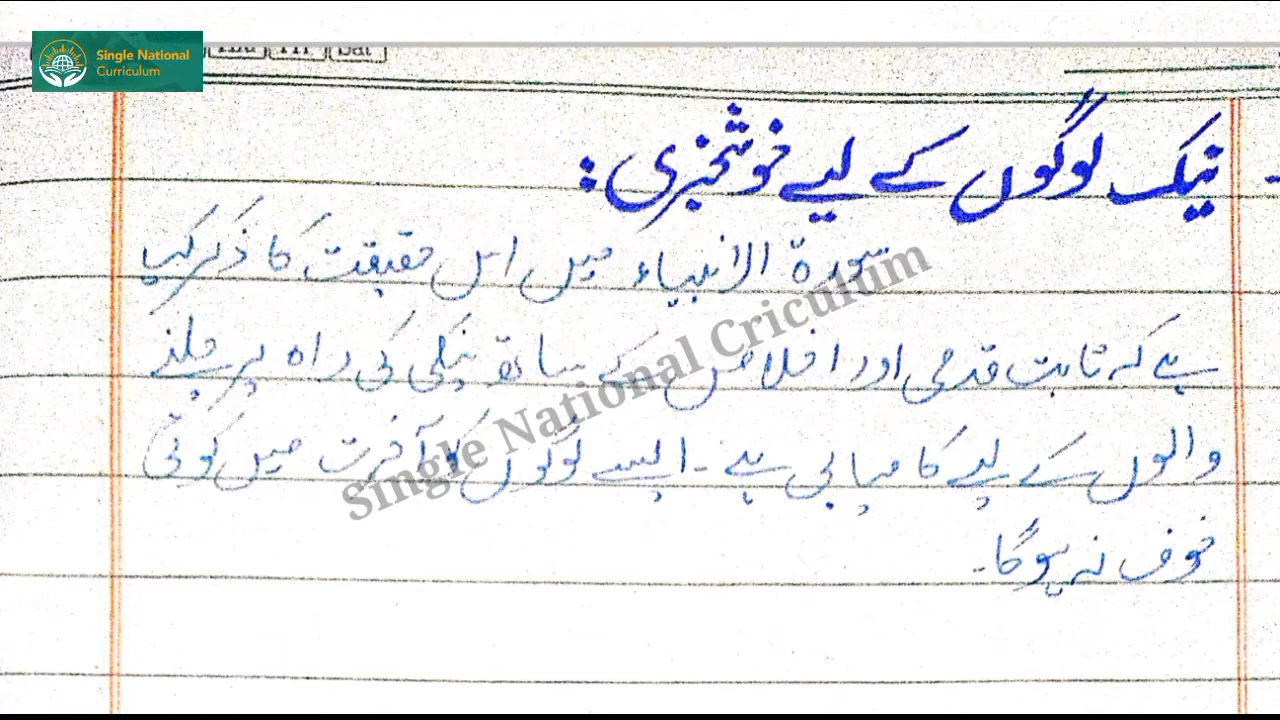 Single National
Curriculum
Sat
نیک لوگوں کے لیے خوشخبری:
سورۃ الانبیاء میں اس حقیقت کا ذکر کیا
ہے کہ ثابت قدمی اور اخلاص کے ساتھ نیکی کی راہ پر چلنے
والوں کے لیے کامیابی ہے۔ ایسے لوگوں کو آخرت میں کوئی
خوف نہ ہوگا۔
Single National Criculum